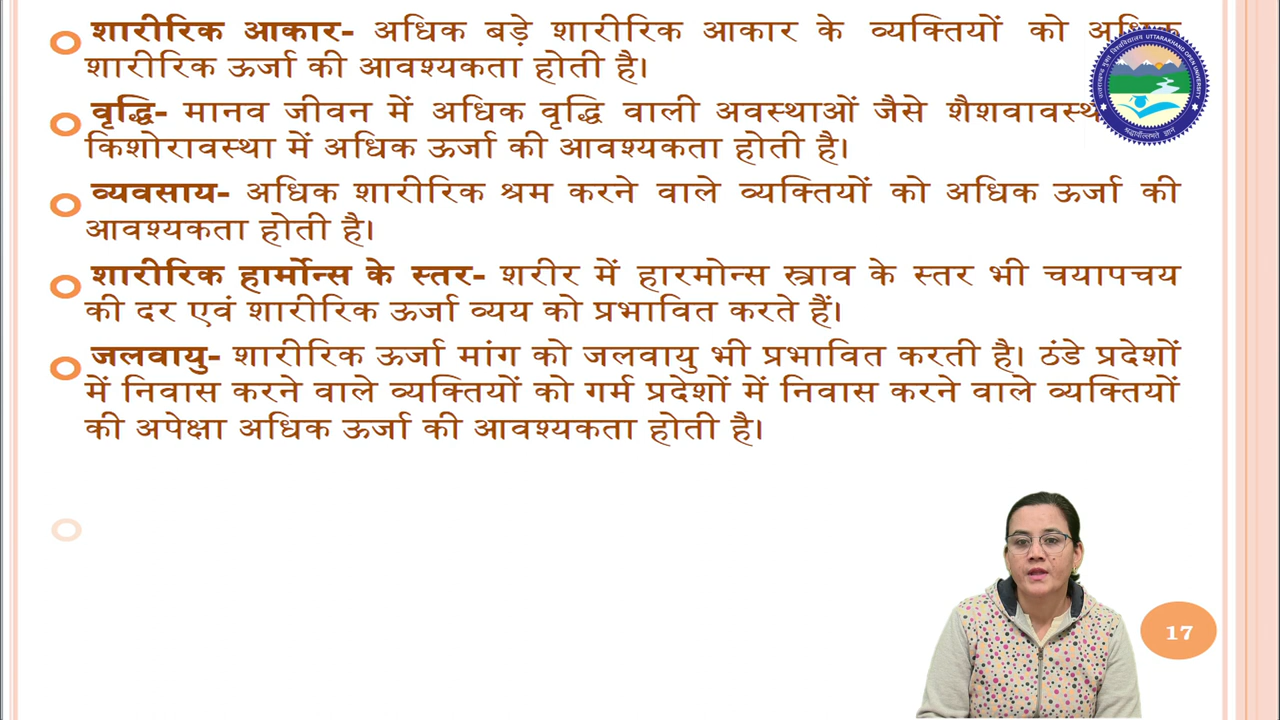 शारीरिक आकार- अधिक बड़े शारीरिक आकार के व्यक्तियों को अधिक
शारीरिक ऊर्जा की आवश्यकता होती है।
वृद्धि- मानव जीवन में अधिक वृद्धि वाली अवस्थाओं जैसे
किशोरावस्था में अधिक ऊर्जा की आवश्यकता होती है।
व्यवसाय- अधिक शारीरिक श्रम करने वाले व्यक्तियों को अधिक ऊर्जा की
आवश्यकता होती है।
शारीरिक हार्मोन्स के स्तर- शरीर में हारमोन्स स्त्राव के स्तर भी चयापचय
की दर एवं शारीरिक ऊर्जा व्यय को प्रभावित करते हैं।
जलवायु- शारीरिक ऊर्जा मांग को जलवायु भी प्रभावित करती है। ठंडे प्रदेशों
में निवास करने वाले व्यक्तियों को गर्म प्रदेशों में निवास करने वाले व्यक्तियों
की अपेक्षा अधिक ऊर्जा की आवश्यकता होती है।
UTTARAKHAND OPEN UNIVERSITY
17